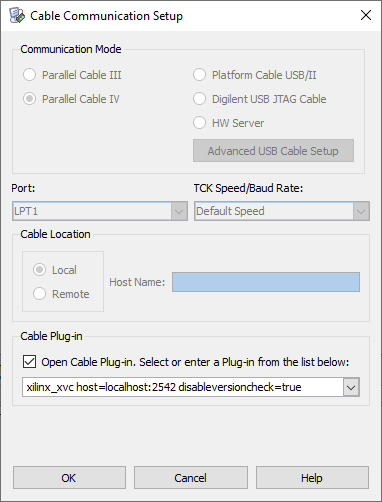 Cable Communication Setup
Communication Mode
Parallel Cable III
Platform Cable USB/II
Parallel Cable IV
Digilent USB JTAG Cable
HW Server
Advanced USB Cable Setup
Port:
TCK Speed/Baud Rate:
LPT1
Default Speed
Cable Location
Local
Host Name:
Remote
Cable Plug-in
Open Cable Plug-in. Select or enter a Plug-in from the list below:
xilinx_xvc host=localhost:2542 disableversioncheck=true
OK
Cancel
Help